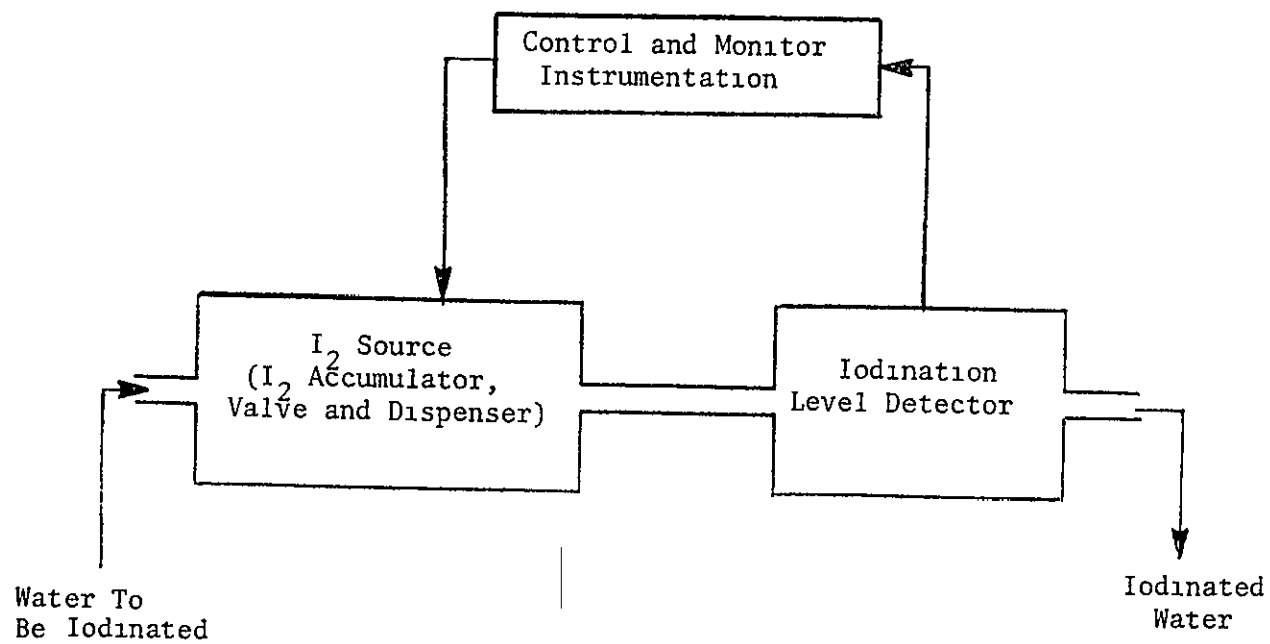 Control and Monitor
Instrumentation
I2 Source
(I2 Accumulator,
Valve and Dispenser)
Iodination
Level Detector
Water To
Be Iodinated
Iodinated
Water